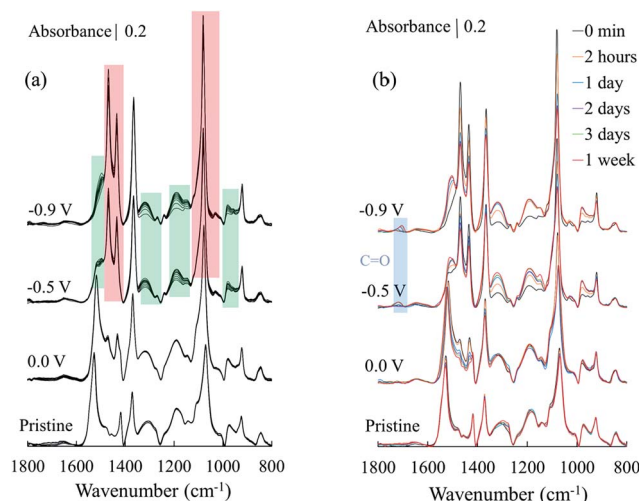 Absorbance | 0.2
(a)
-0.9 V
-0.5 V
0.0 V
Pristine
1800 1600 1400 1200 1000 800
Wavenumber (cm⁻¹)
Absorbance | 0.2
(b)
0 min
2 hours
1 day
2 days
3 days
1 week
-0.9 V
C=O
-0.5 V
0.0 V
Pristine
1800 1600 1400 1200 1000 800
Wavenumber (cm⁻¹)